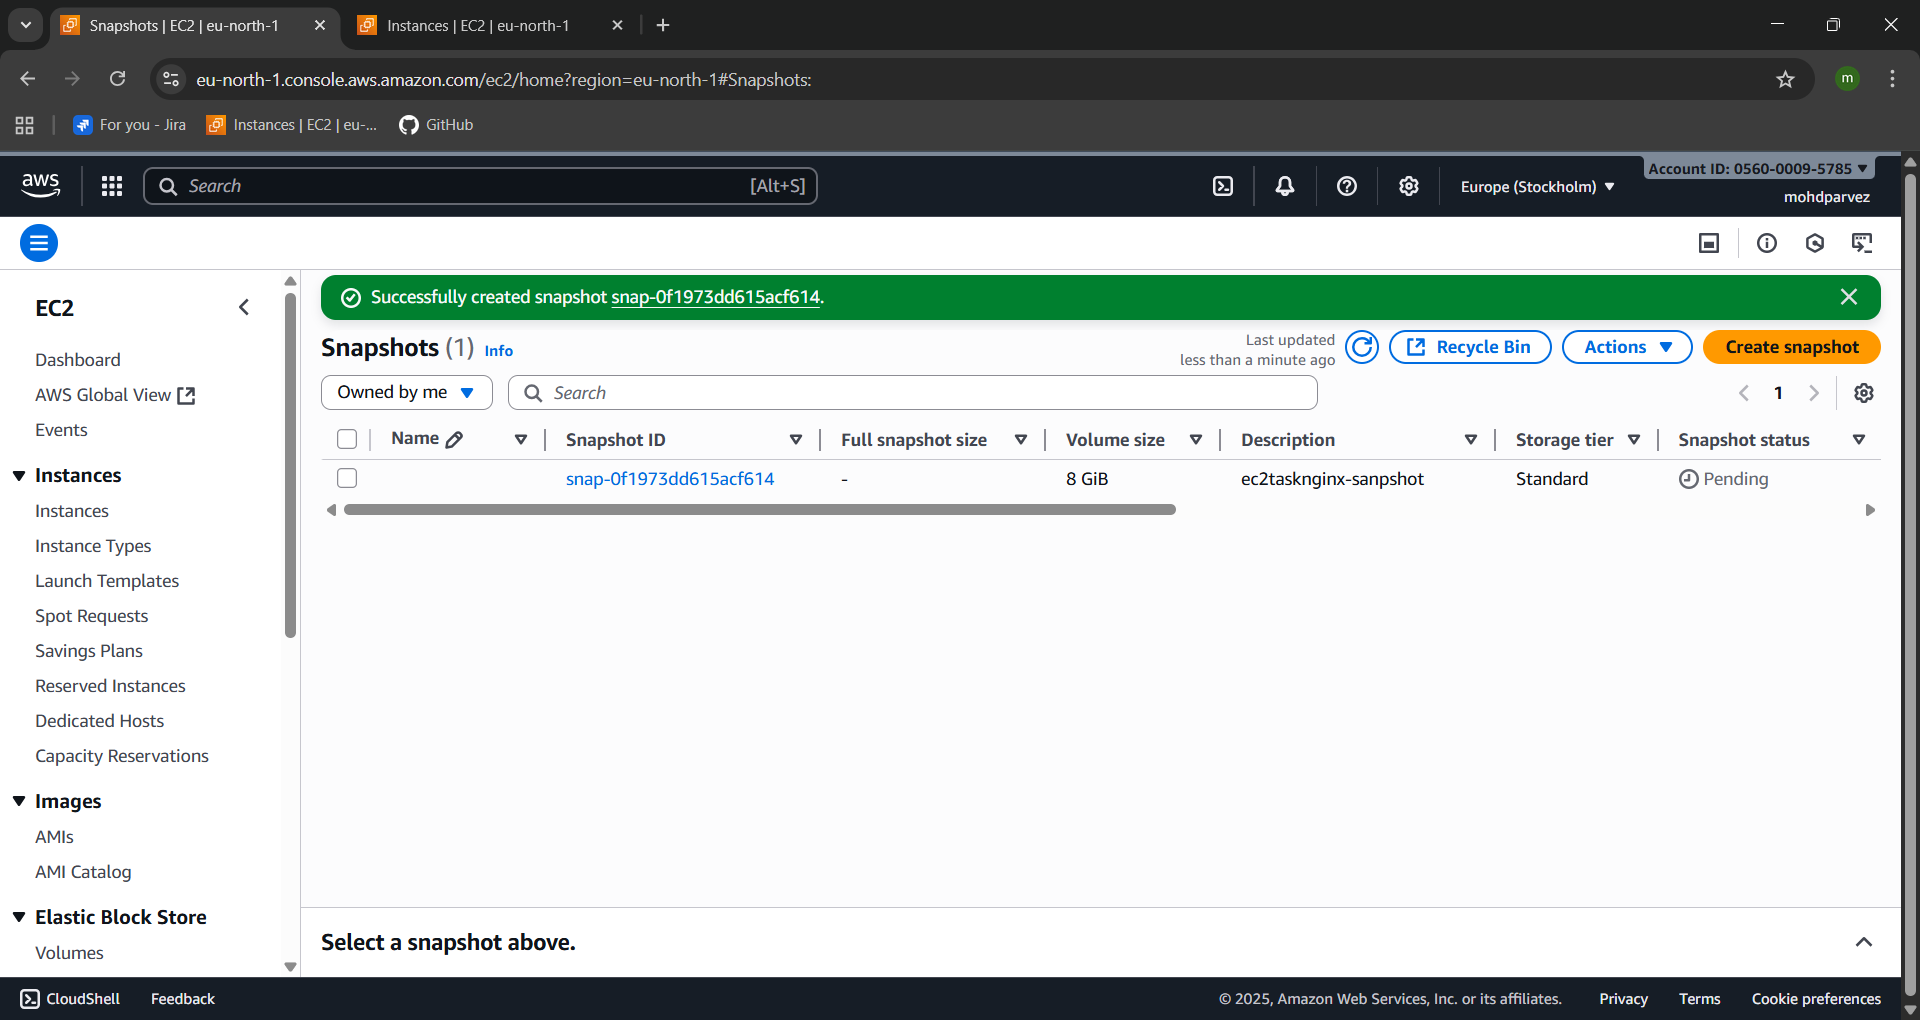 Snapshots | EC2 | eu-north-1
Instances | EC2 | eu-north-1
eu-north-1.console.aws.amazon.com/ec2/home?region=eu-north-1#Snapshots:
m
For you - Jira
Instances | EC2 | eu-...
GitHub
aws
Search
[Alt+S]
Europe (Stockholm)
Account ID: 0560-0009-5785
mohdparvez
EC2
Dashboard
AWS Global View
Events
Instances
Instances
Instance Types
Launch Templates
Spot Requests
Savings Plans
Reserved Instances
Dedicated Hosts
Capacity Reservations
Images
AMIs
AMI Catalog
Elastic Block Store
Volumes
Successfully created snapshot snap-0f1973dd615acf614.
Snapshots (1) Info
Last updated
less than a minute ago
Recycle Bin
Actions
Create snapshot
Owned by me
Search
1
Name Snapshot ID Full snapshot size Volume size Description Storage tier Snapshot status
snap-0f1973dd615acf614 - 8 GiB ec2tasknginx-sanpshot Standard Pending
Select a snapshot above.
CloudShell Feedback
© 2025, Amazon Web Services, Inc. or its affiliates. Privacy Terms Cookie preferences